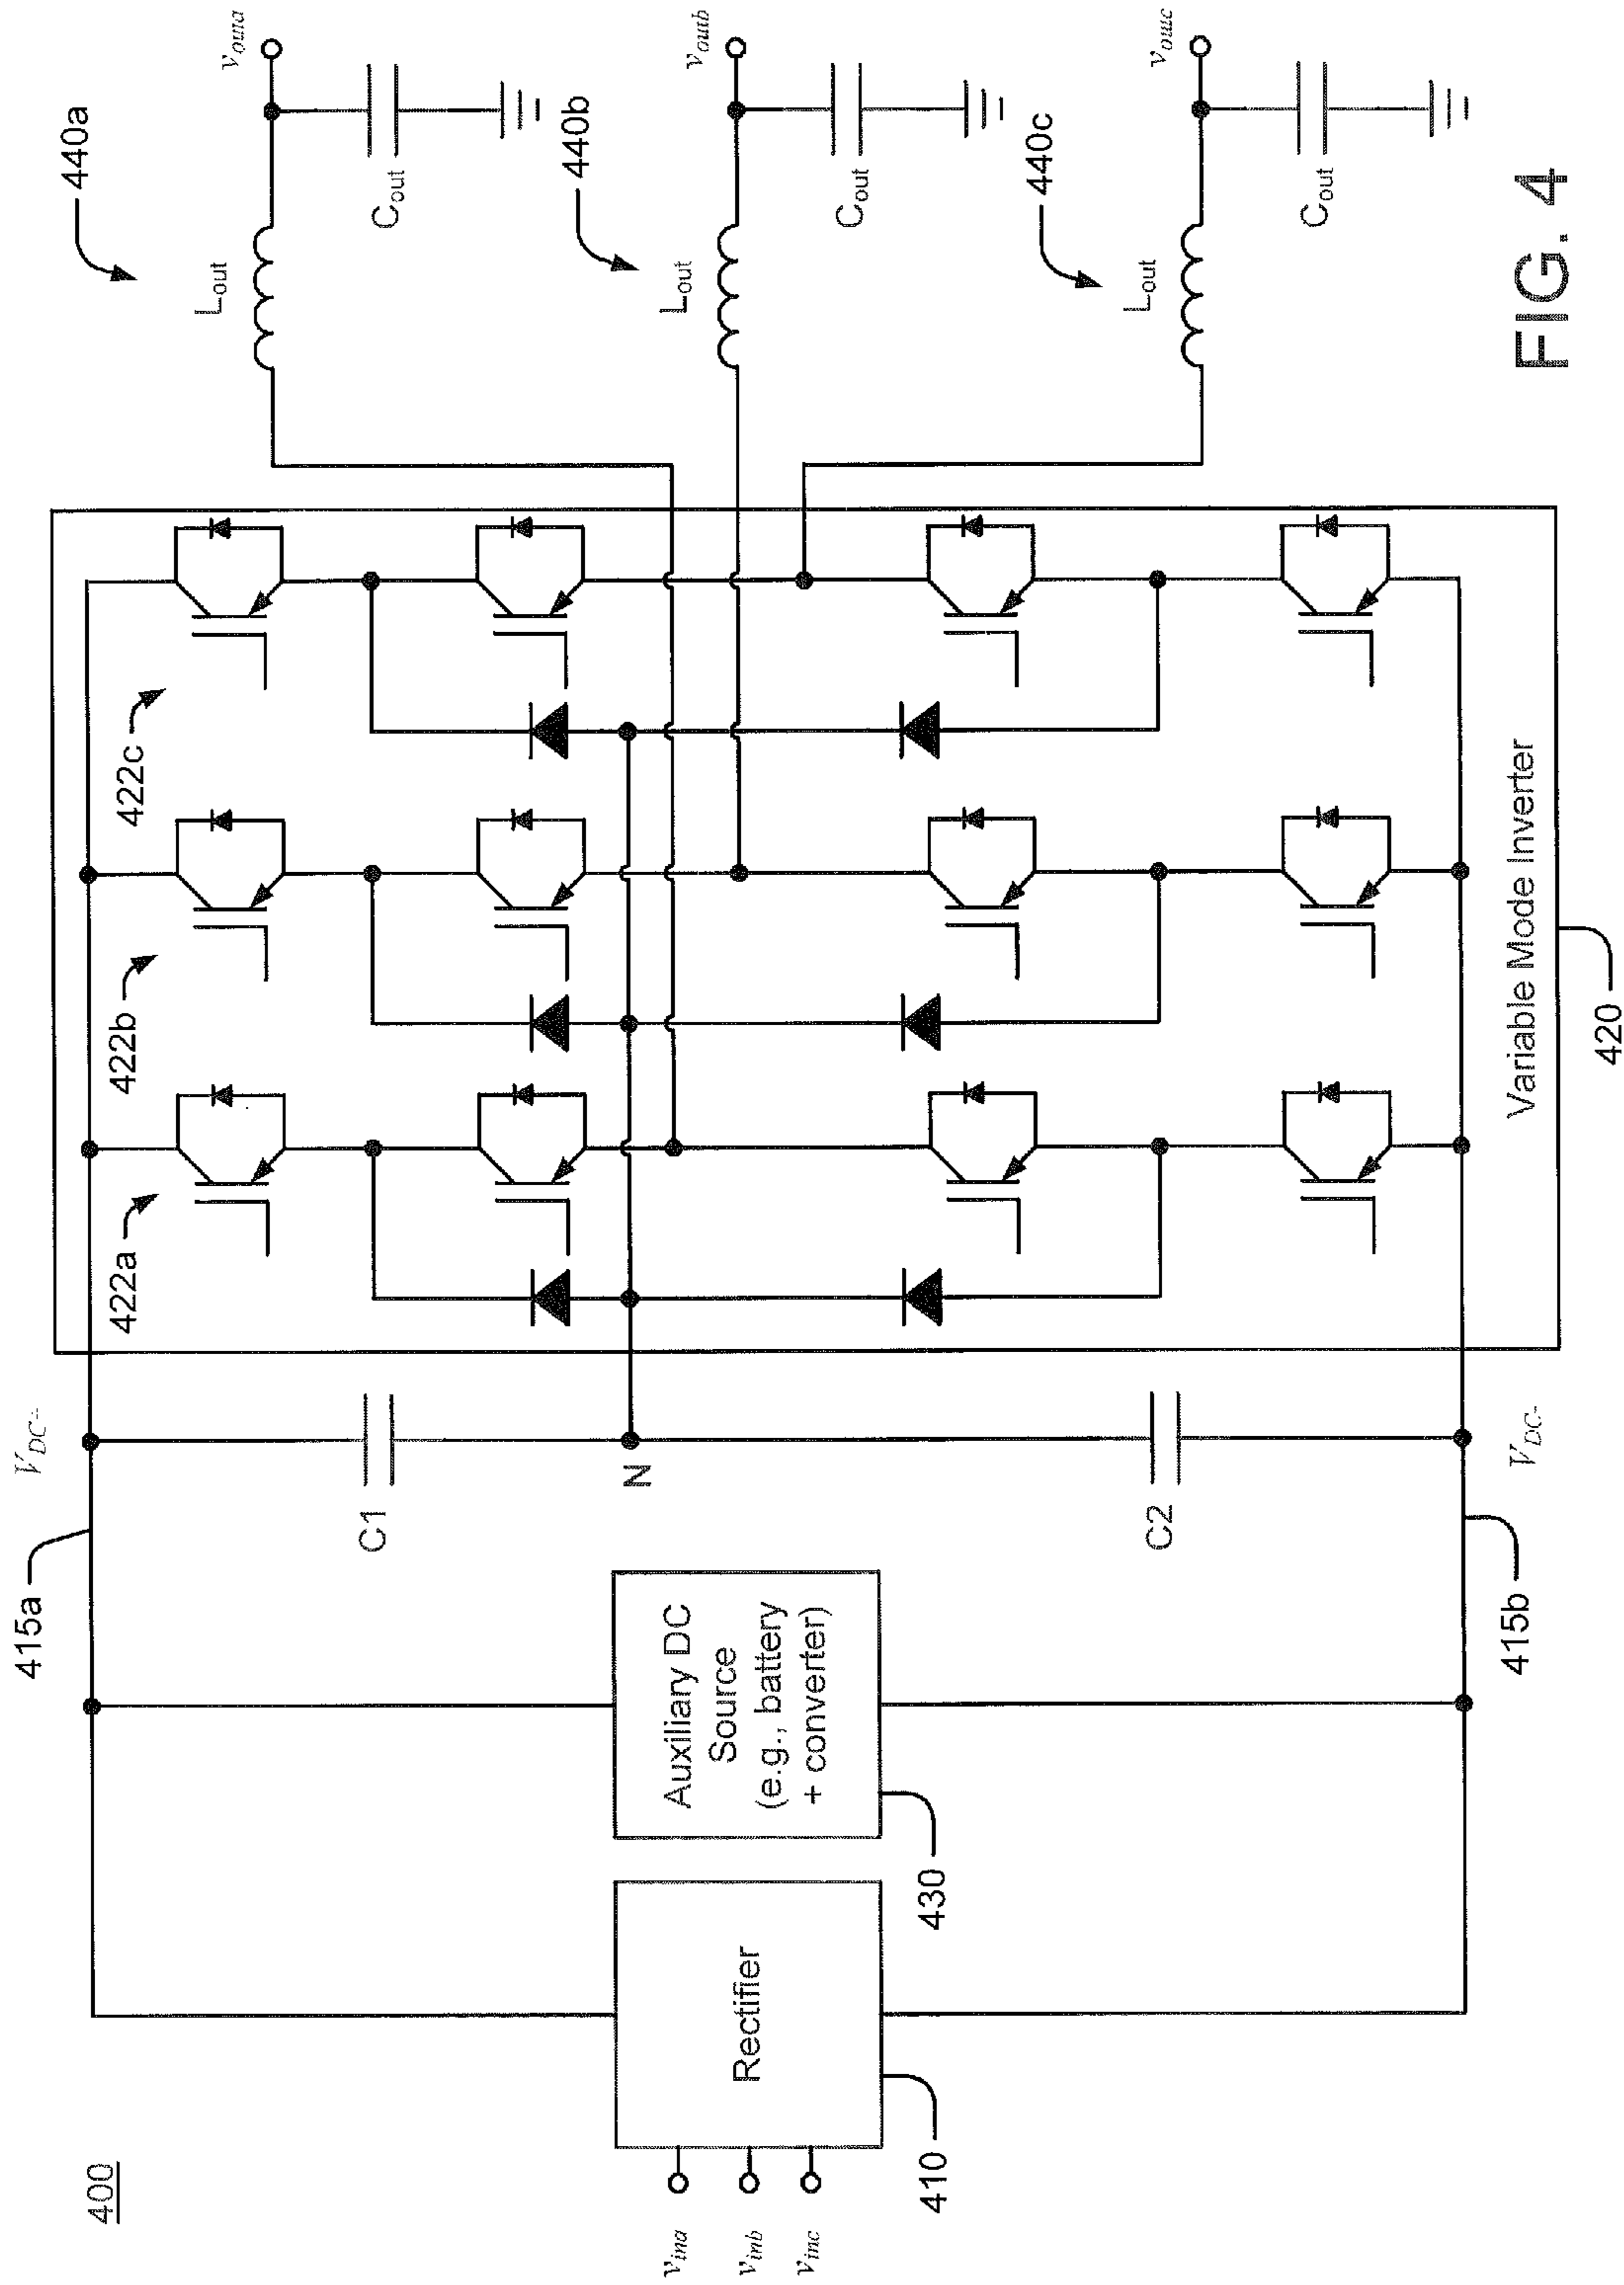 400
v_ina
v_inb
v_inc
Rectifier
410
Auxiliary DC
Source
(e.g., battery
+ converter)
430
415a
V_DC+
C1
N
C2
415b
V_DC-
422a
422b
422c
Variable Mode Inverter
420
440a
L_out
C_out
v_outa
440b
L_out
C_out
v_outb
440c
L_out
C_out
v_outc
FIG. 4